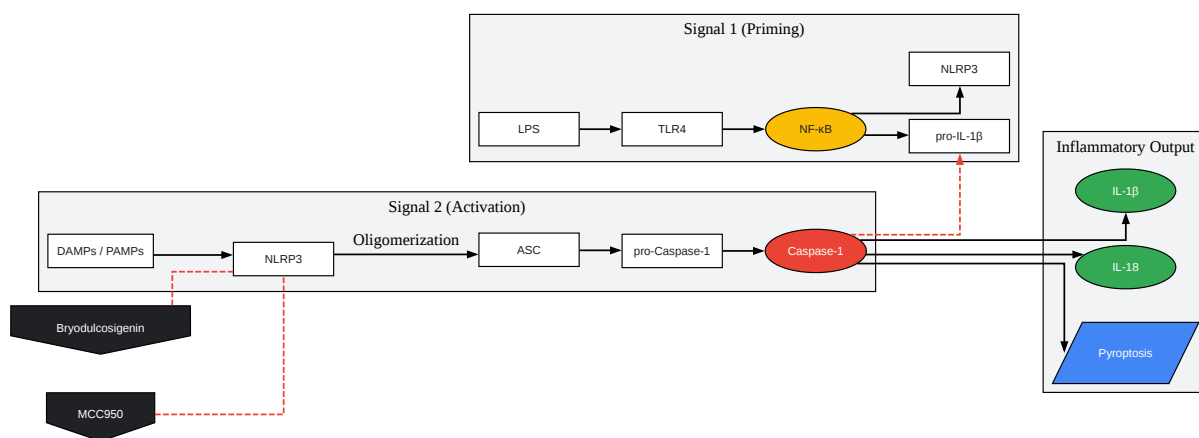 Signal 1 (Priming)
NLRP3
LPS
TLR4
NF-κB
pro-IL-1β
Signal 2 (Activation)
DAMPs / PAMPs
NLRP3
Oligomerization
ASC
pro-Caspase-1
Caspase-1
Inflammatory Output
IL-1β
IL-18
Pyroptosis
Bryodulcosigenin
MCC950